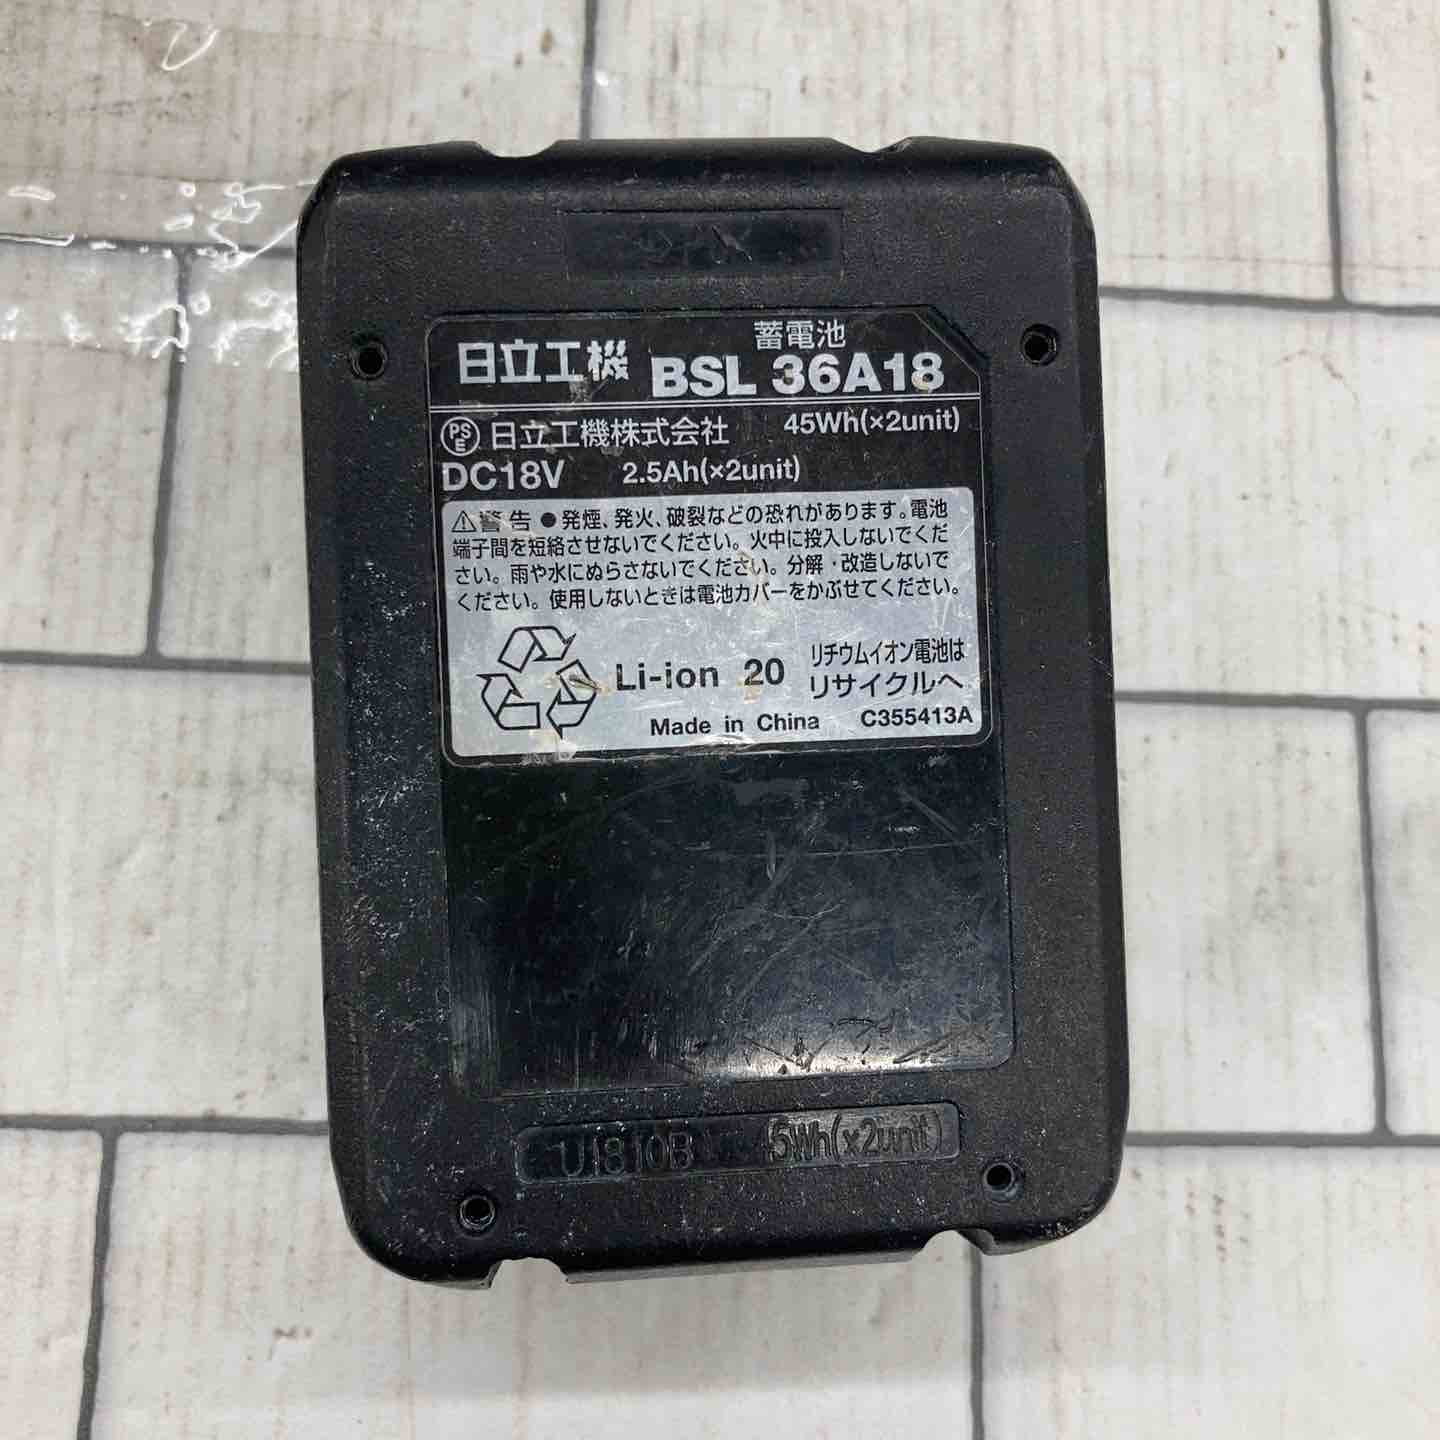 日立工機 蓄電池 BSL 36A18
PSE 日立工機株式会社 45Wh(×2unit)
DC18V 2.5Ah(×2unit)
⚠警告 ●発煙、発火、破裂などの恐れがあります。電池
端子間を短絡させないでください。火中に投入しないでくだ
さい。雨や水にぬらさないでください。分解・改造しないで
ください。使用しないときは電池カバーをかぶせてください。
Li-ion 20 リチウムイオン電池は
リサイクルへ
Made in China C355413A
U1810B 45Wh(×2unit)